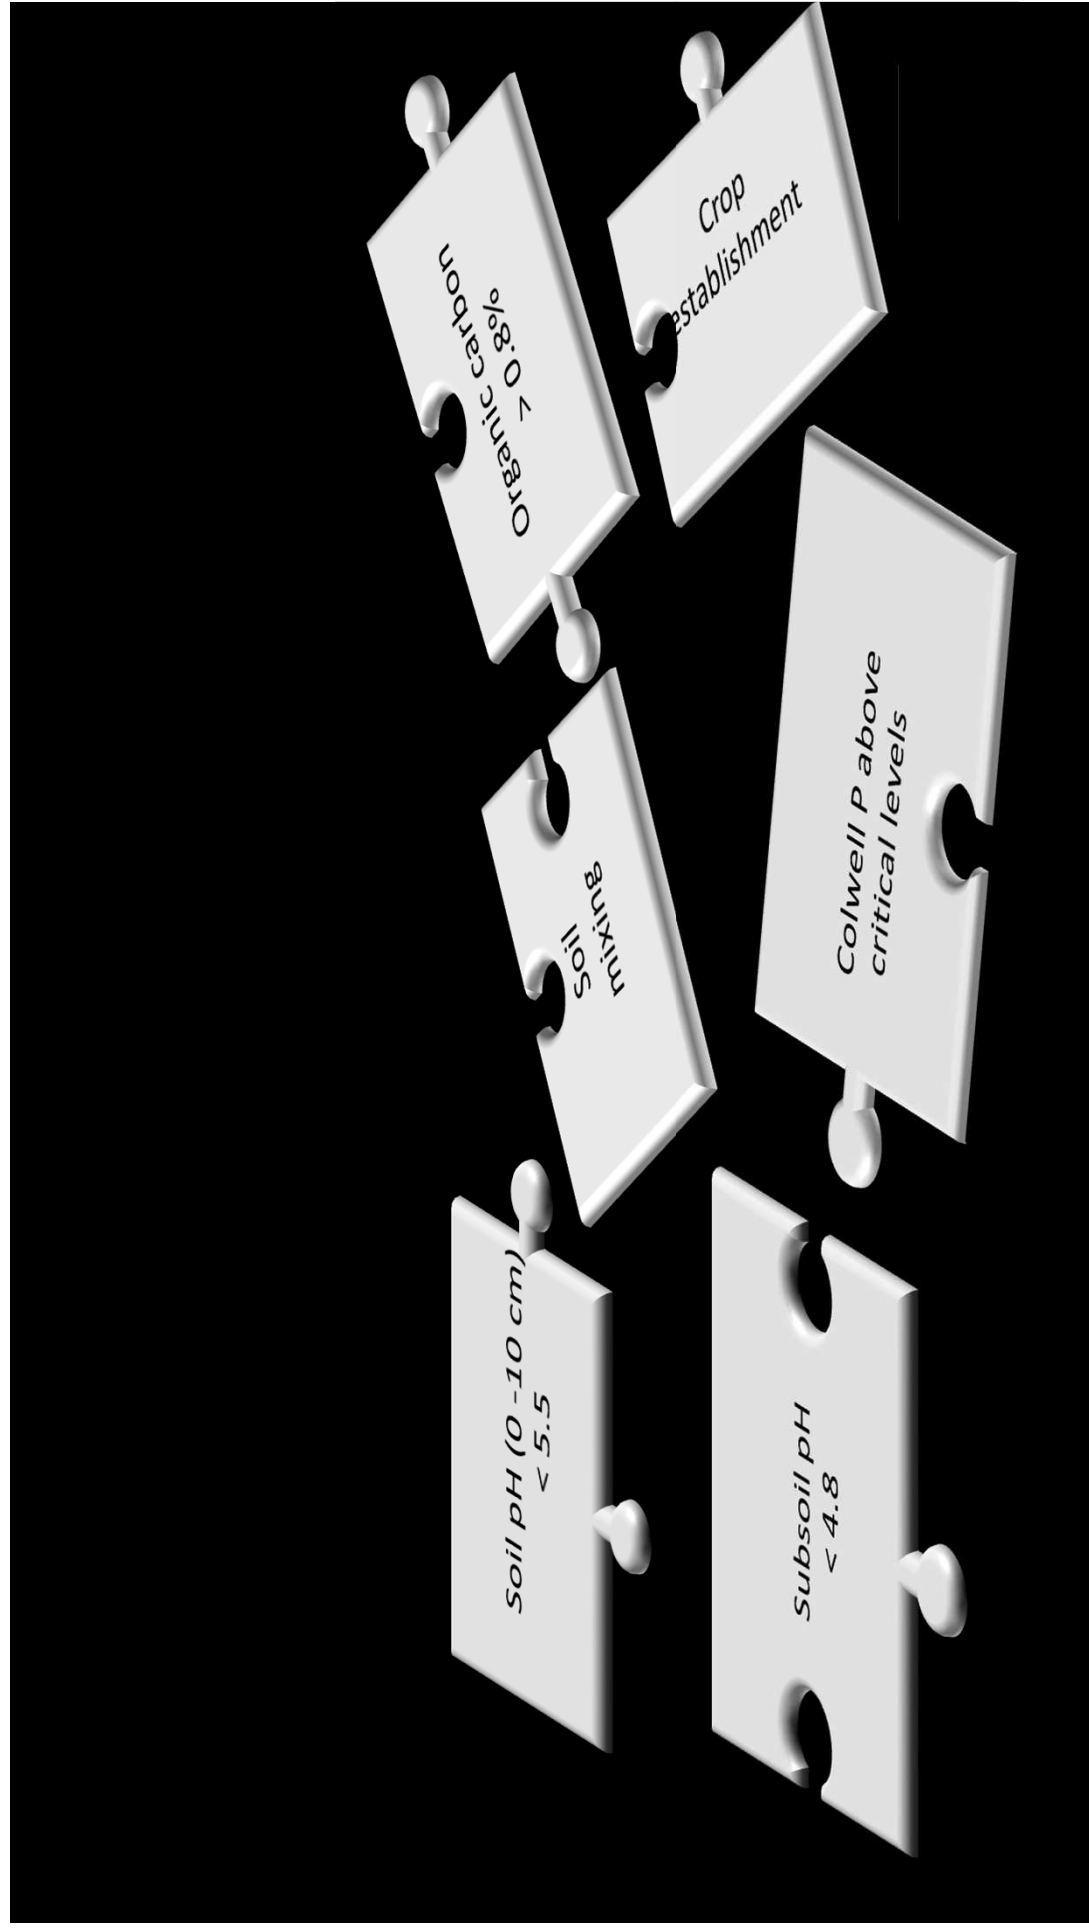 Crop
establishment
Organic carbon
< 0.8%
Colwell P above
critical levels
Soil
mixing
Soil pH (0 -10 cm)
< 5.5
Subsoil pH
< 4.8